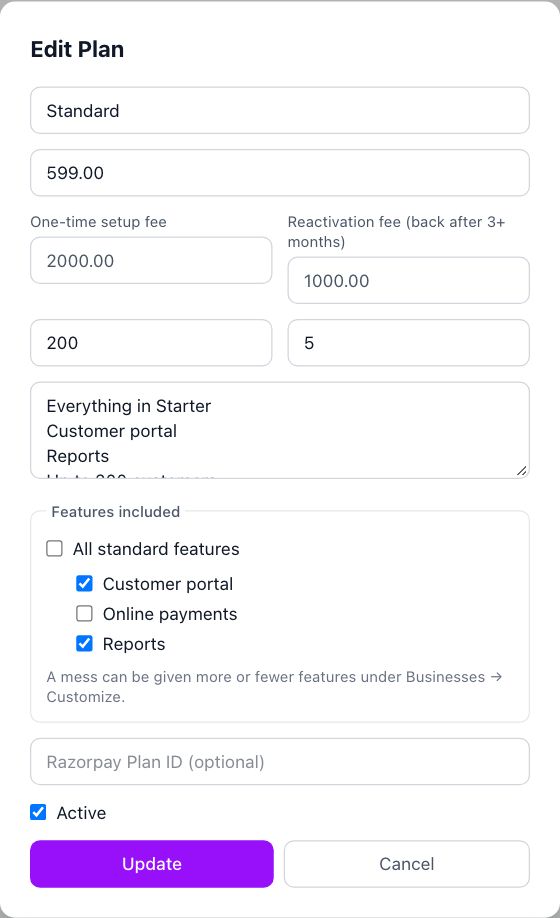 Edit Plan
Standard
599.00
One-time setup fee
2000.00
Reactivation fee (back after 3+
months)
1000.00
200
5
Everything in Starter
Customer portal
Reports
Features included
All standard features
Customer portal
Online payments
Reports
A mess can be given more or fewer features under Businesses →
Customize.
Razorpay Plan ID (optional)
Active
Update
Cancel